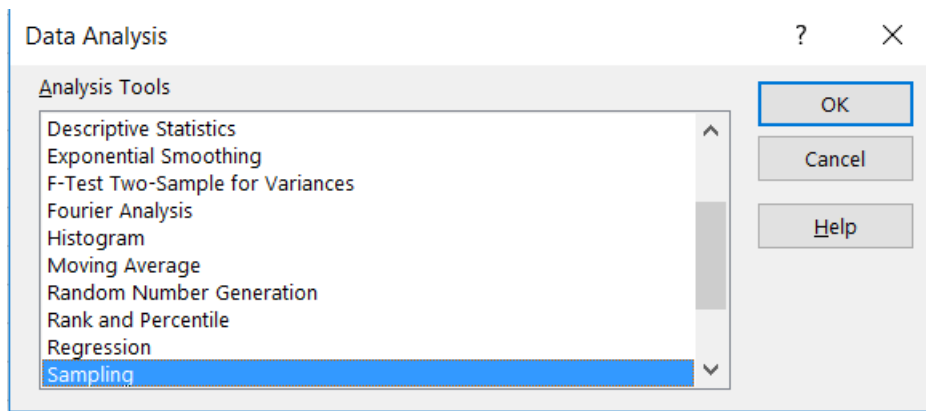 Data Analysis ? ✕
Analysis Tools
Descriptive Statistics
Exponential Smoothing
F-Test Two-Sample for Variances
Fourier Analysis
Histogram
Moving Average
Random Number Generation
Rank and Percentile
Regression
Sampling
OK
Cancel
Help